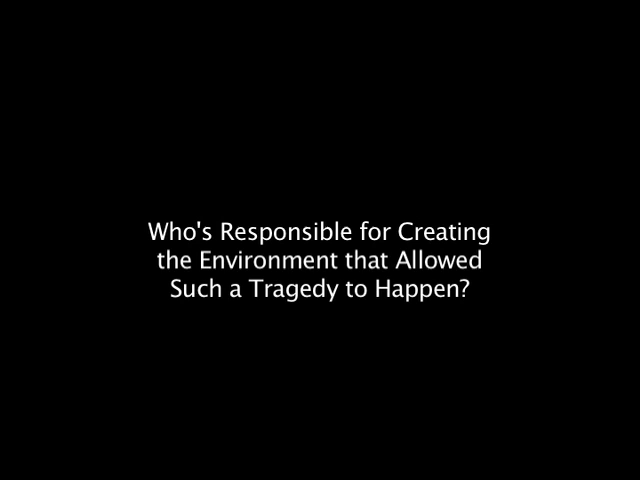 Who's Responsible for Creating
the Environment that Allowed
Such a Tragedy to Happen?